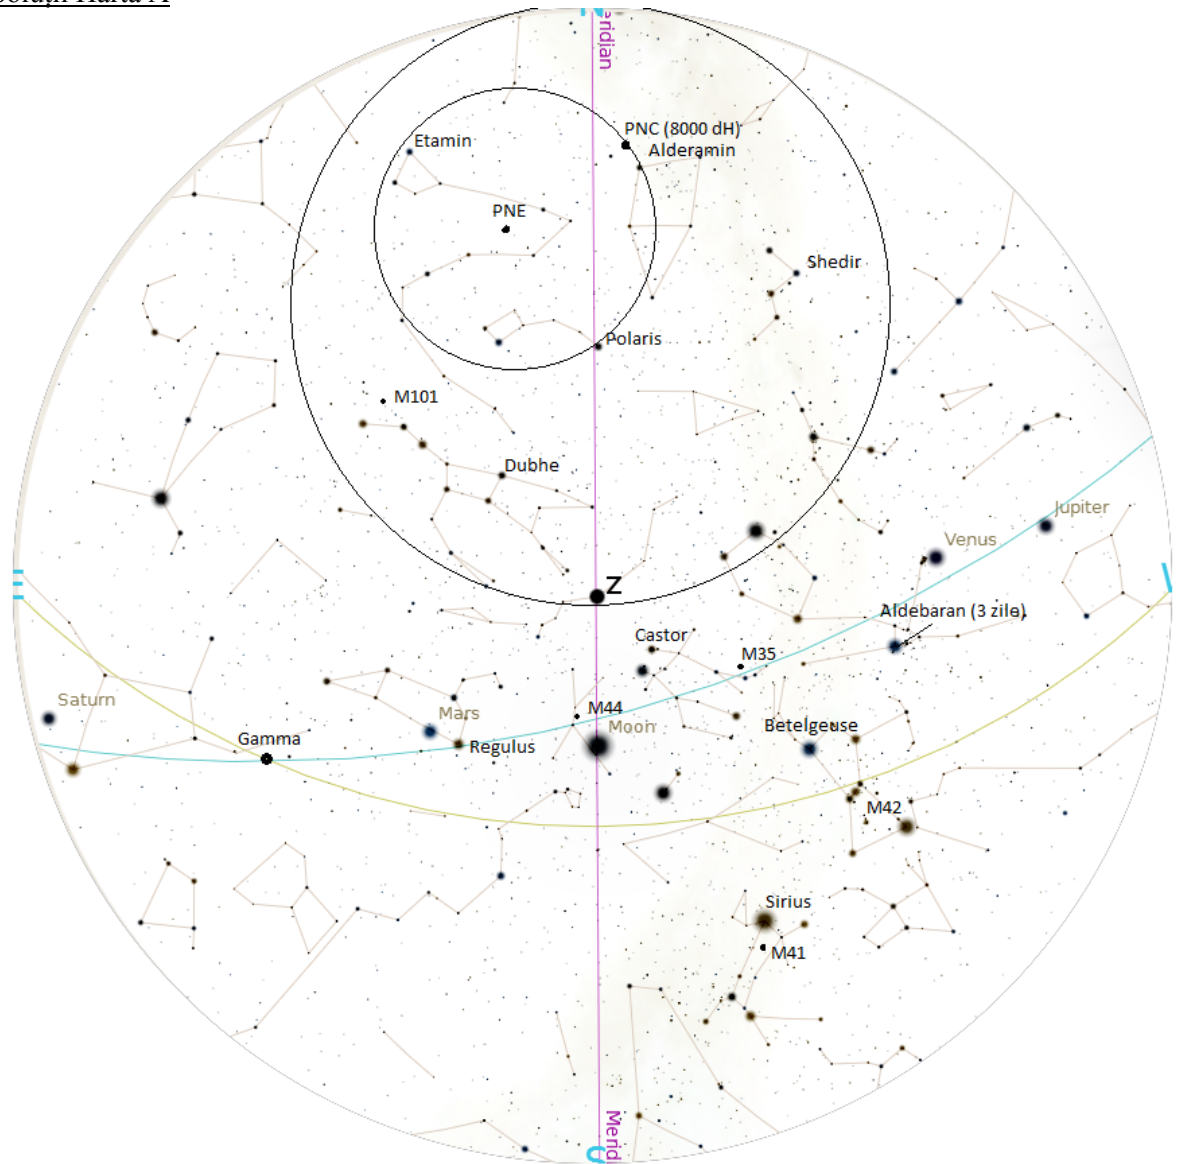 N
Meridian
PNC (8000 dH)
Etamin
Alderamin
PNE
Shedir
Polaris
M101
Dubhe
Jupiter
Venus
E
Z
Aldebaran (3 zile)
Castor
M35
Saturn
M44
Mars
Moon
Betelgeuse
Gamma
Regulus
M42
Sirius
M41
Merid